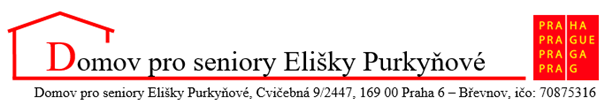 Domov pro seniory Elišky Purkyňové
PRAHA
PRAGUE
PRAGA
PRAG
Domov pro seniory Elišky Purkyňové, Cvičebná 9/2447, 169 00 Praha 6 – Břevnov, ičo: 70875316